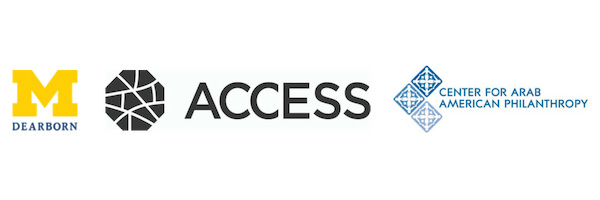 M
DEARBORN
ACCESS
CENTER FOR ARAB
AMERICAN PHILANTHROPY